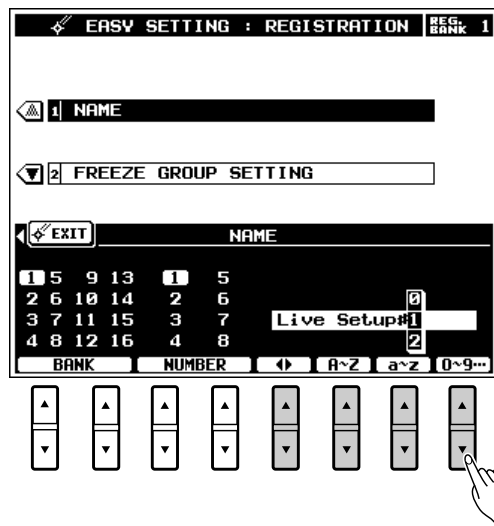 EASY SETTING : REGISTRATION REG. BANK 1
1 NAME
2 FREEZE GROUP SETTING
EXIT NAME
1 5 9 13 1 5
2 6 10 14 2 6 0
3 7 11 15 3 7 Live Setup#1
4 8 12 16 4 8 2
BANK NUMBER A~Z a~z 0~9…